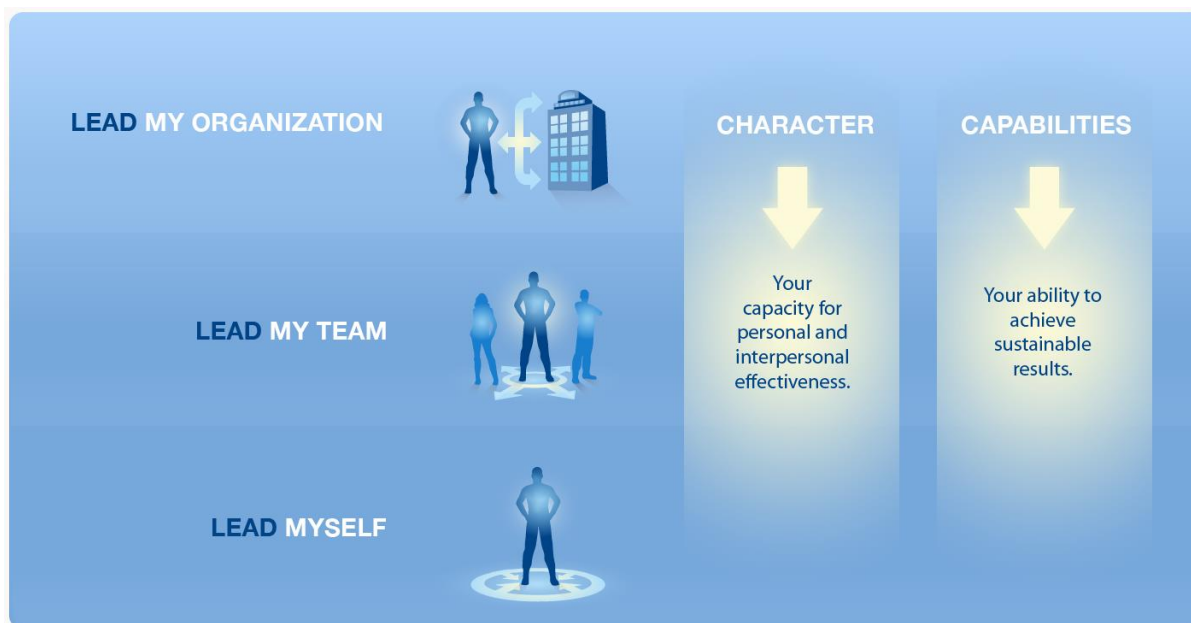 LEAD MY ORGANIZATION
CHARACTER
CAPABILITIES
Your
capacity for
personal and
interpersonal
effectiveness.
Your ability to
achieve
sustainable
results.
LEAD MY TEAM
LEAD MYSELF